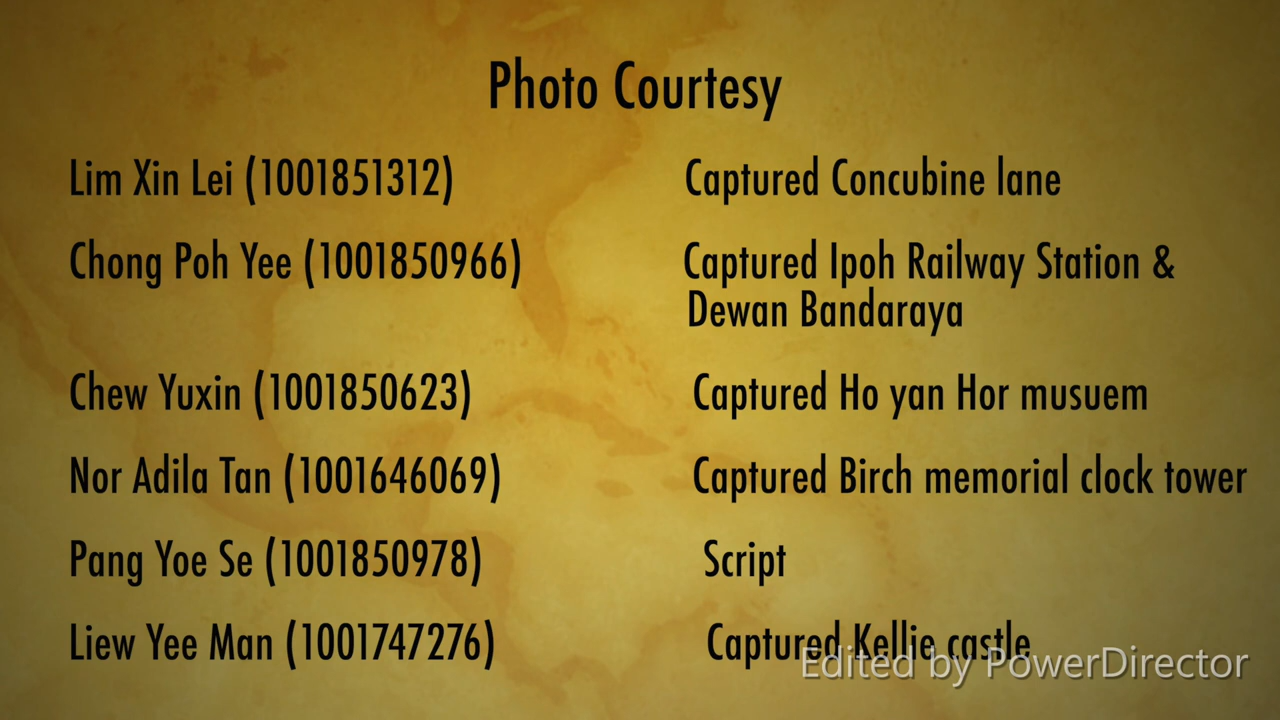 Photo Courtesy
Lim Xin Lei (1001851312) Captured Concubine lane
Chong Poh Yee (1001850966) Captured Ipoh Railway Station &
Dewan Bandaraya
Chew Yuxin (1001850623) Captured Ho yan Hor musuem
Nor Adila Tan (1001646069) Captured Birch memorial clock tower
Pang Yoe Se (1001850978) Script
Liew Yee Man (1001747276) Captured Kellie castle
Edited by PowerDirector